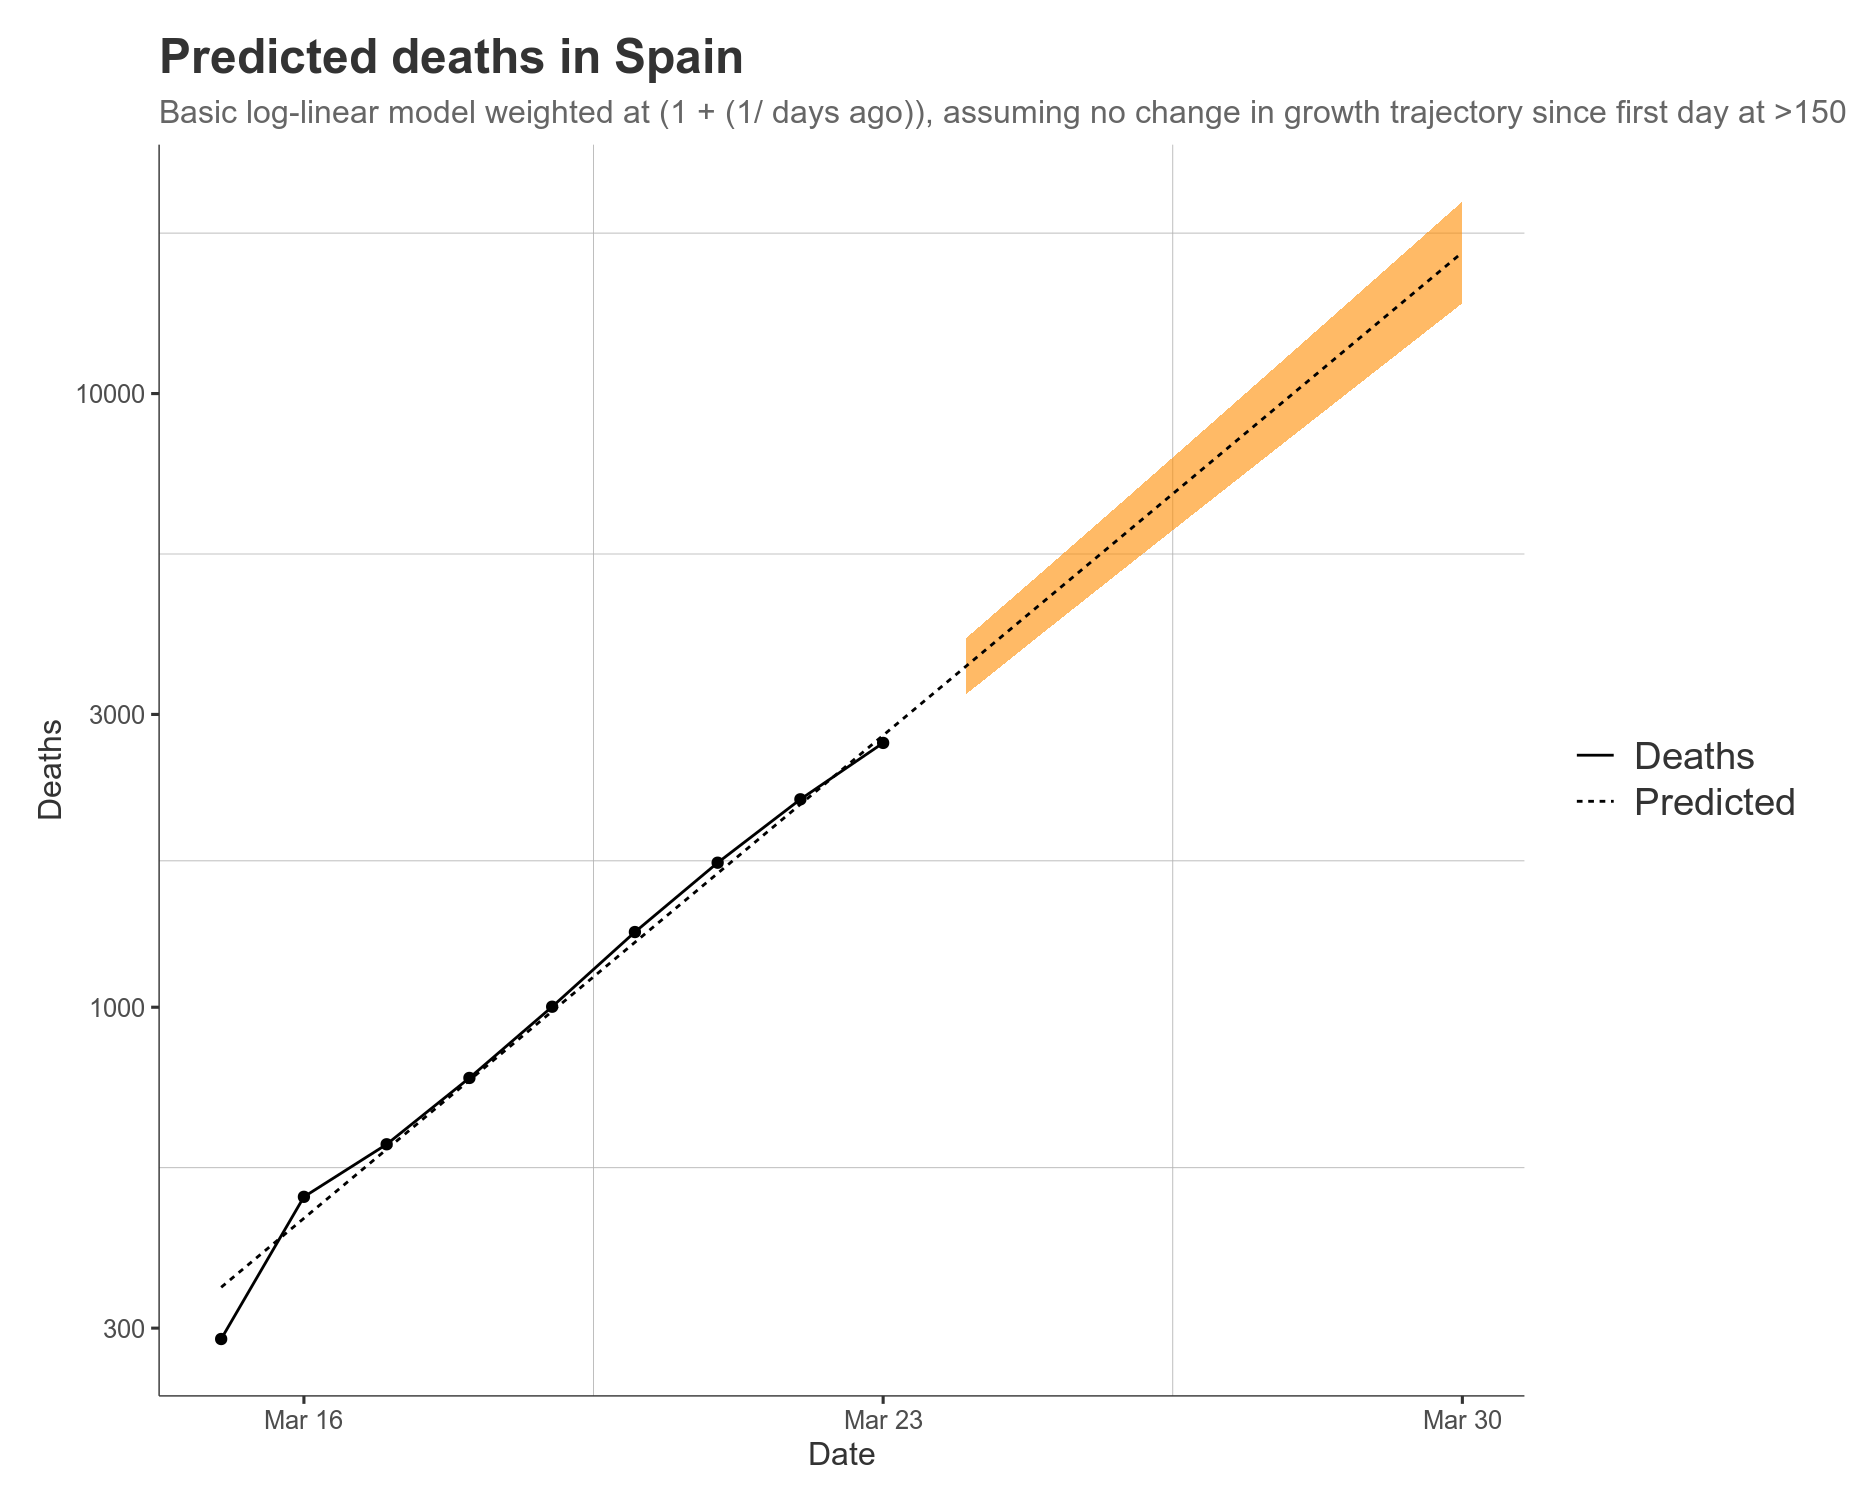 Predicted deaths in Spain
Basic log-linear model weighted at (1 + (1/ days ago)), assuming no change in growth trajectory since first day at >150
10000
3000
1000
300
Deaths
Mar 16
Mar 23
Mar 30
Date
Deaths
Predicted